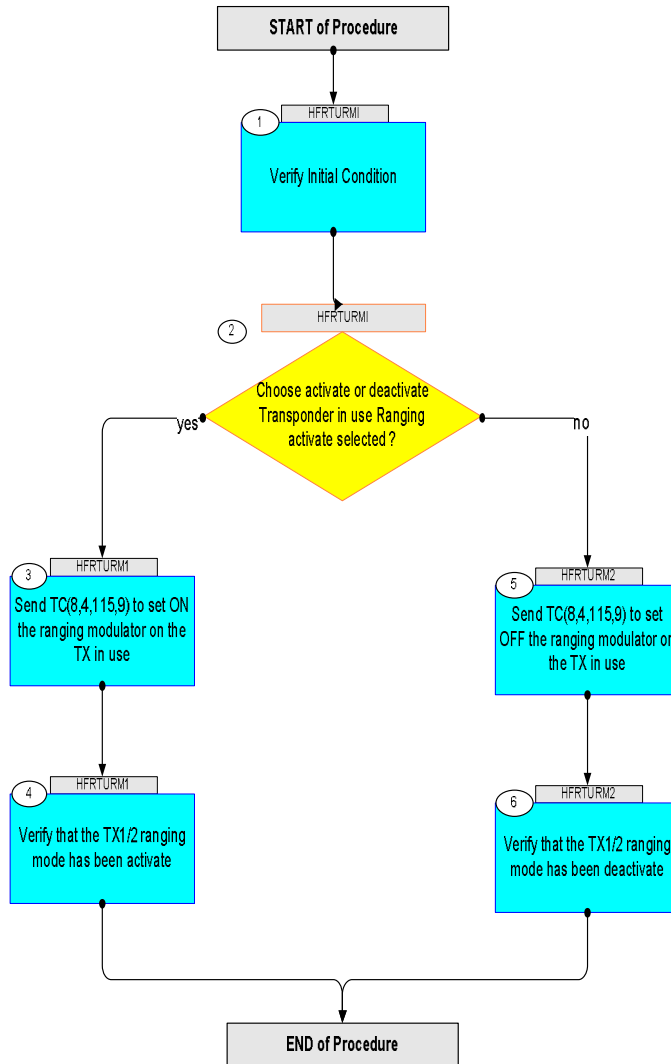 START of Procedure
HFRTURMI
1
Verify Initial Condition
HFRTURMI
2
Choose activate or deactivate
Transponder in use Ranging
activate selected ?
yes
no
HFRTURM1
3
Send TC(8,4,115,9) to set ON
the ranging modulator on the
TX in use
HFRTURM2
5
Send TC(8,4,115,9) to set
OFF the ranging modulator on
the TX in use
HFRTURM1
4
Verify that the TX1/2 ranging
mode has been activate
HFRTURM2
6
Verify that the TX1/2 ranging
mode has been deactivate
END of Procedure